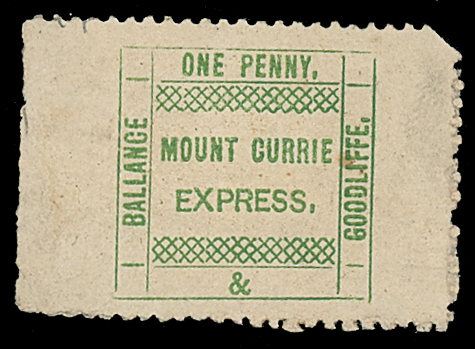 ONE PENNY.
MOUNT CURRIE
EXPRESS.
BALLANCE
&
GOODLIFFE.